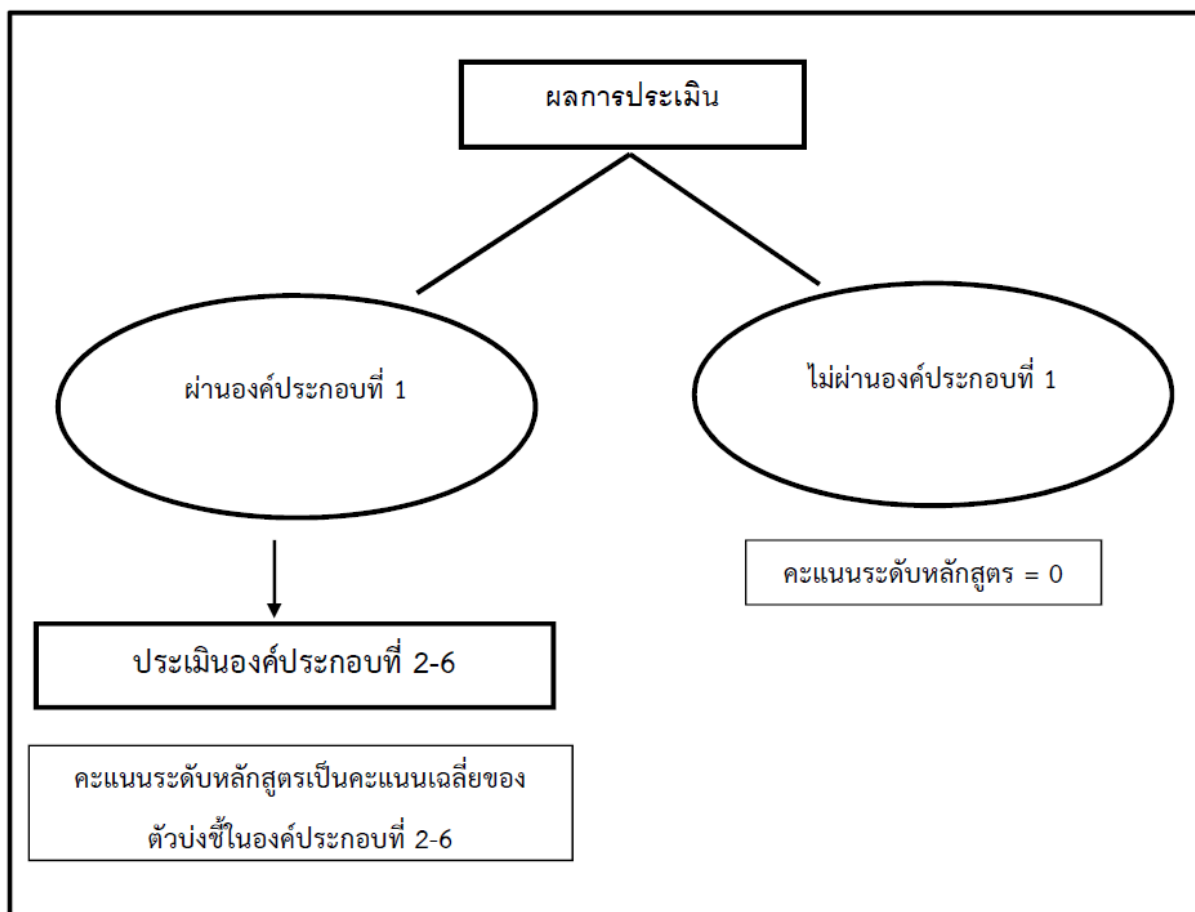 ผลการประเมิน
ผ่านองค์ประกอบที่ 1
ไม่ผ่านองค์ประกอบที่ 1
คะแนนระดับหลักสูตร = 0
ประเมินองค์ประกอบที่ 2-6
คะแนนระดับหลักสูตรเป็นคะแนนเฉลี่ยของ
ตัวบ่งชี้ในองค์ประกอบที่ 2-6